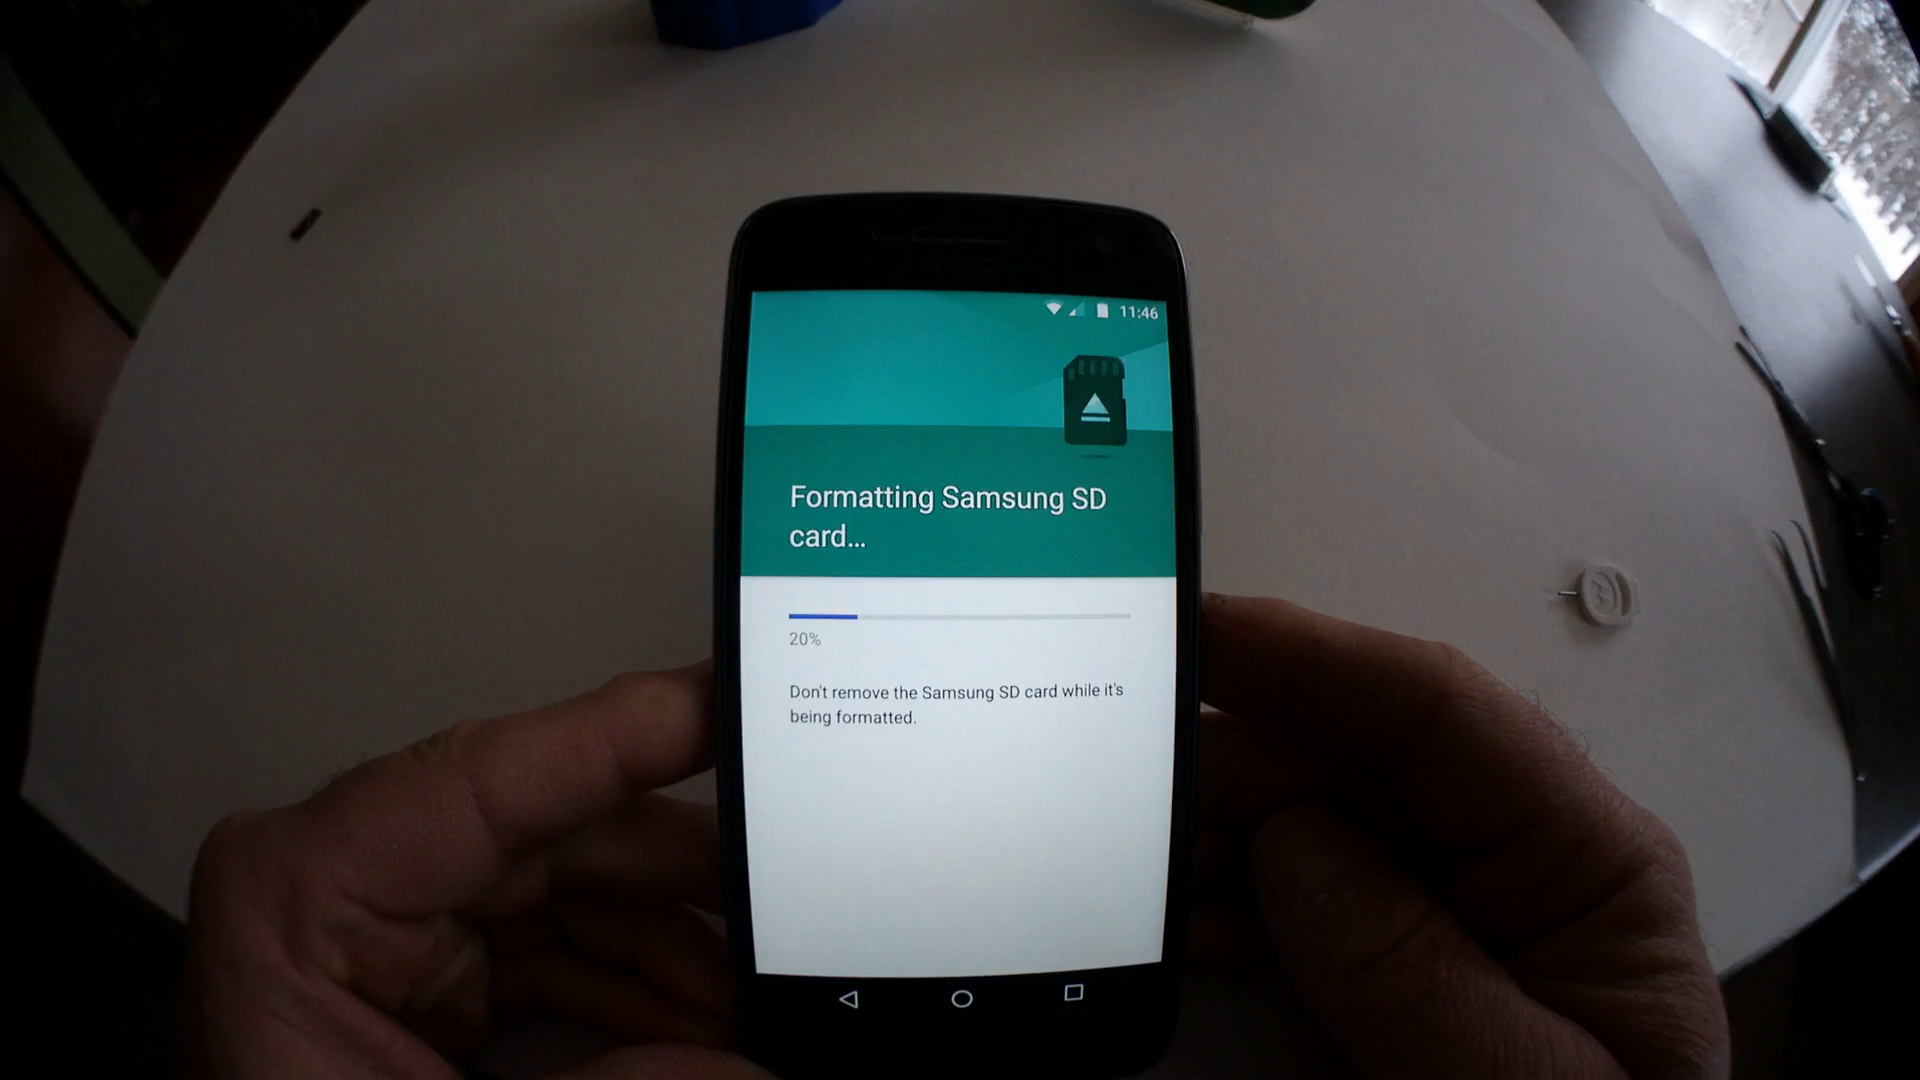 11:46
Formatting Samsung SD
card...
20%
Don't remove the Samsung SD card while it's
being formatted.